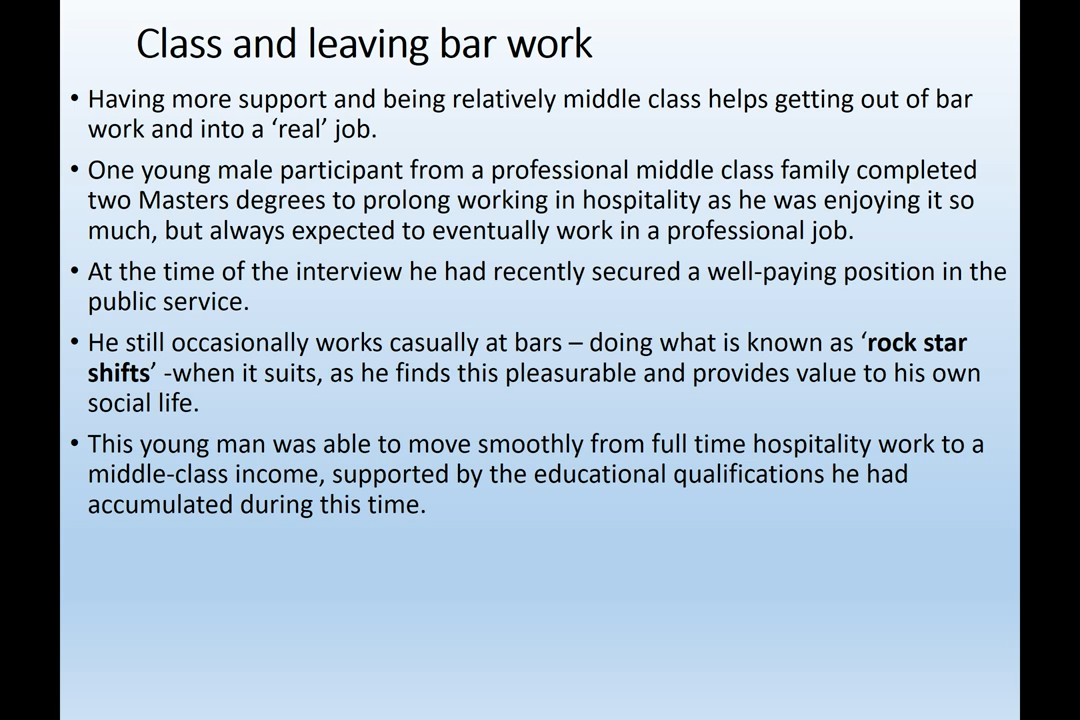 Class and leaving bar work
• Having more support and being relatively middle class helps getting out of bar
work and into a ‘real’ job.
• One young male participant from a professional middle class family completed
two Masters degrees to prolong working in hospitality as he was enjoying it so
much, but always expected to eventually work in a professional job.
• At the time of the interview he had recently secured a well-paying position in the
public service.
• He still occasionally works casually at bars – doing what is known as ‘rock star
shifts’ -when it suits, as he finds this pleasurable and provides value to his own
social life.
• This young man was able to move smoothly from full time hospitality work to a
middle-class income, supported by the educational qualifications he had
accumulated during this time.